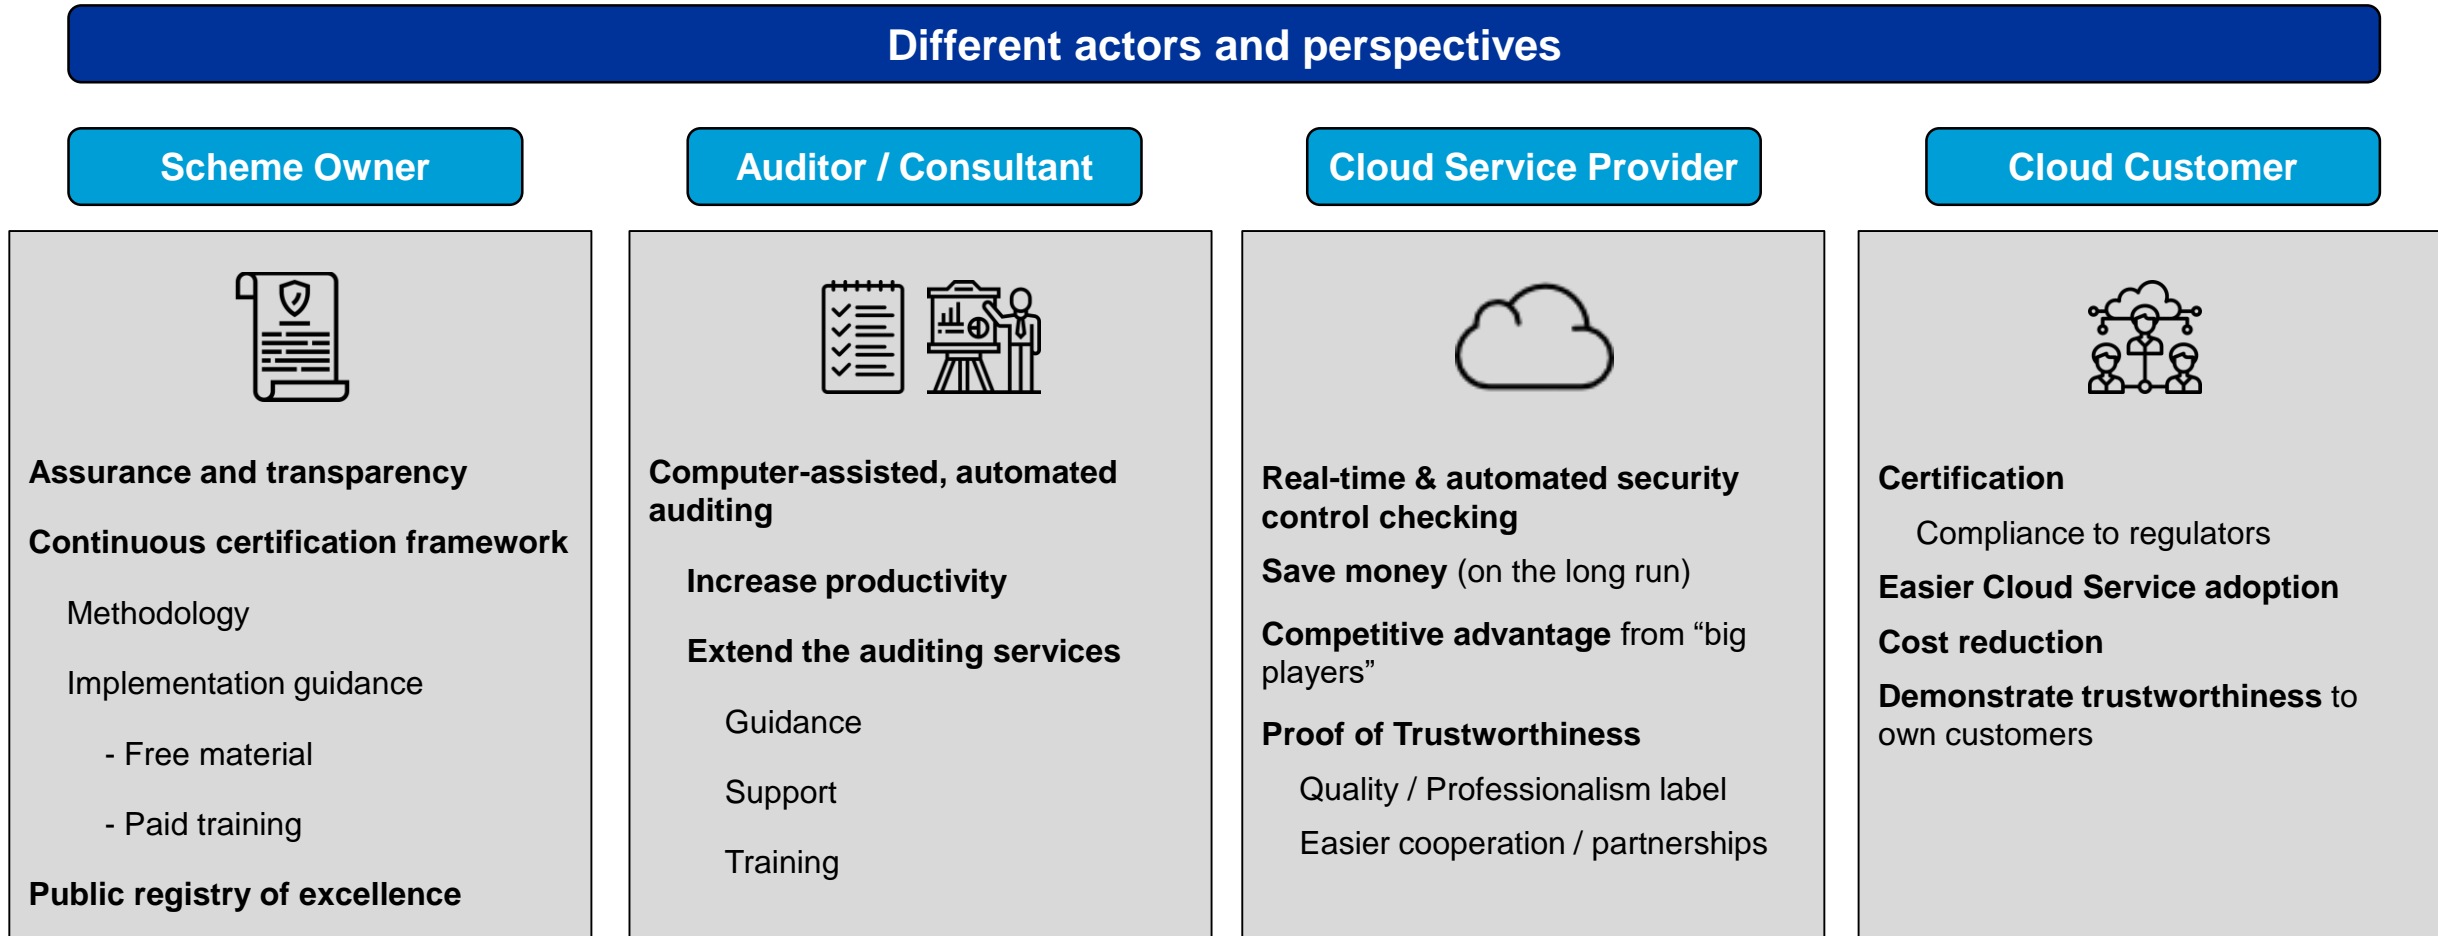 Different actors and perspectives
Scheme Owner
Assurance and transparency
Continuous certification framework
Methodology
Implementation guidance
- Free material
- Paid training
Public registry of excellence
Auditor / Consultant
Computer-assisted, automated
auditing
Increase productivity
Extend the auditing services
Guidance
Support
Training
Cloud Service Provider
Real-time & automated security
control checking
Save money (on the long run)
Competitive advantage from “big
players”
Proof of Trustworthiness
Quality / Professionalism label
Easier cooperation / partnerships
Cloud Customer
Certification
Compliance to regulators
Easier Cloud Service adoption
Cost reduction
Demonstrate trustworthiness to
own customers